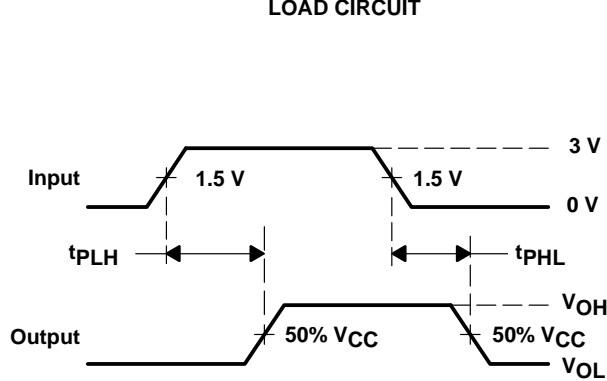 LOAD CIRCUIT
3 V
Input
1.5 V
1.5 V
0 V
tPLH
tPHL
VOH
Output
50% VCC
50% VCC
VOL